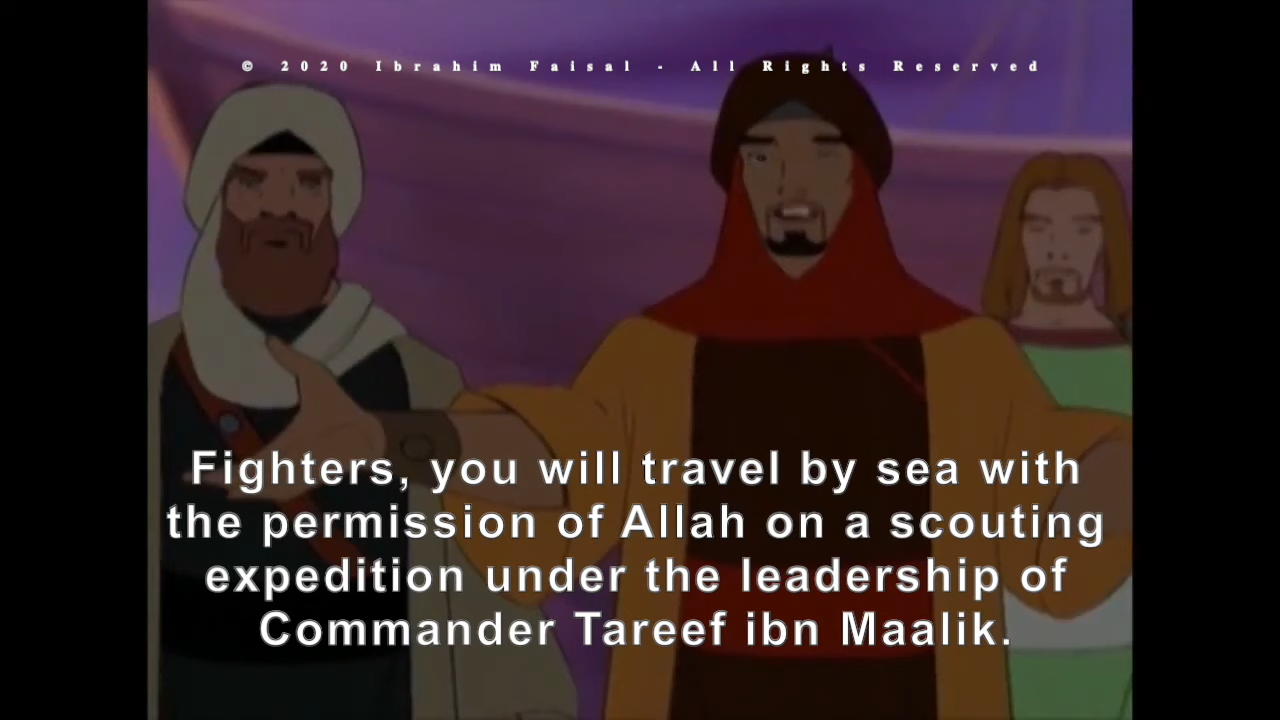 © 2020 Ibrahim Faisal - All Rights Reserved
Fighters, you will travel by sea with
the permission of Allah on a scouting
expedition under the leadership of
Commander Tareef ibn Maalik.